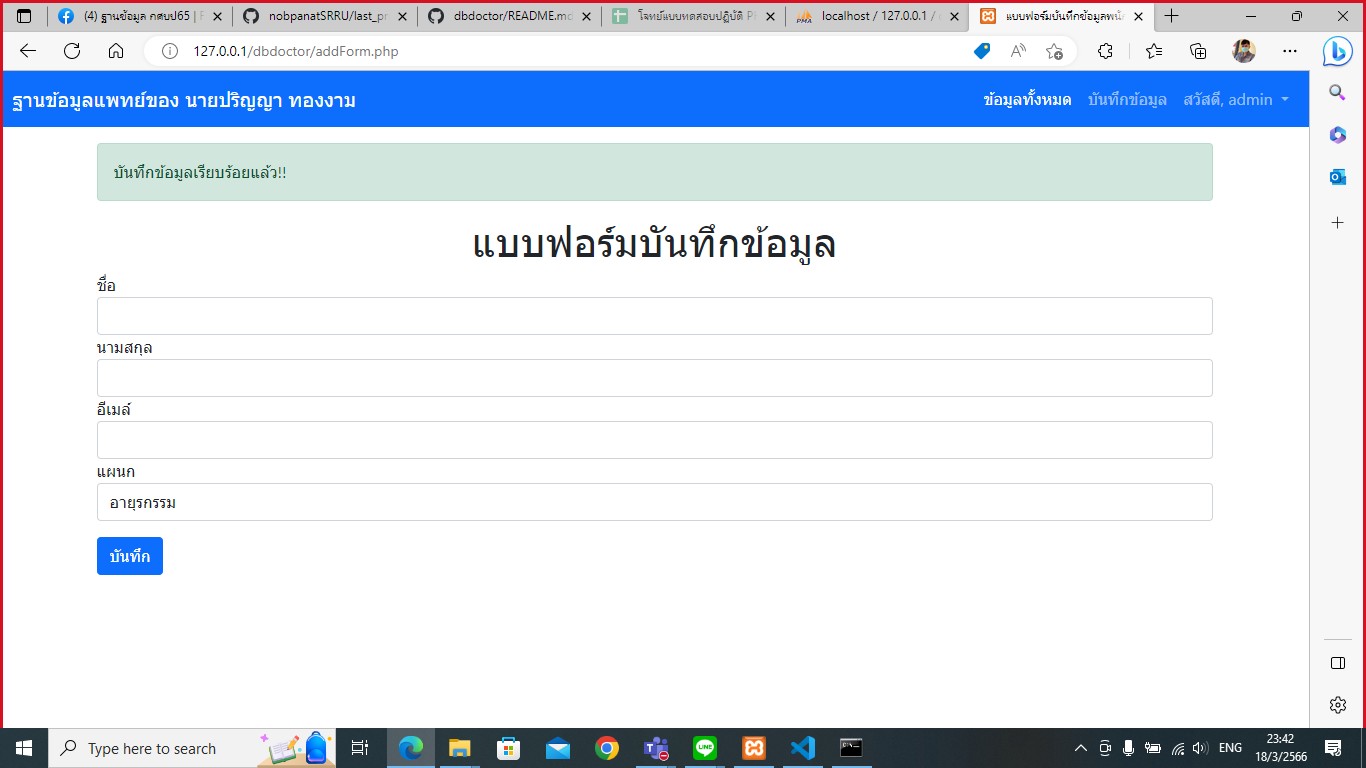 (4) ฐานข้อมูล กศบป65 | F
nobpanatSRRU/last_pr
dbdoctor/README.md
โจทย์แบบทดสอบปฏิบัติ P
localhost / 127.0.0.1 /
แบบฟอร์มบันทึกข้อมูลพนัก
127.0.0.1/dbdoctor/addForm.php
ฐานข้อมูลแพทย์ของ นายปริญญา ทองงาม
ข้อมูลทั้งหมด บันทึกข้อมูล สวัสดี, admin
บันทึกข้อมูลเรียบร้อยแล้ว!!
แบบฟอร์มบันทึกข้อมูล
ชื่อ
นามสกุล
อีเมล์
แผนก
อายุรกรรม
บันทึก
Type here to search
ENG
23:42
18/3/2566